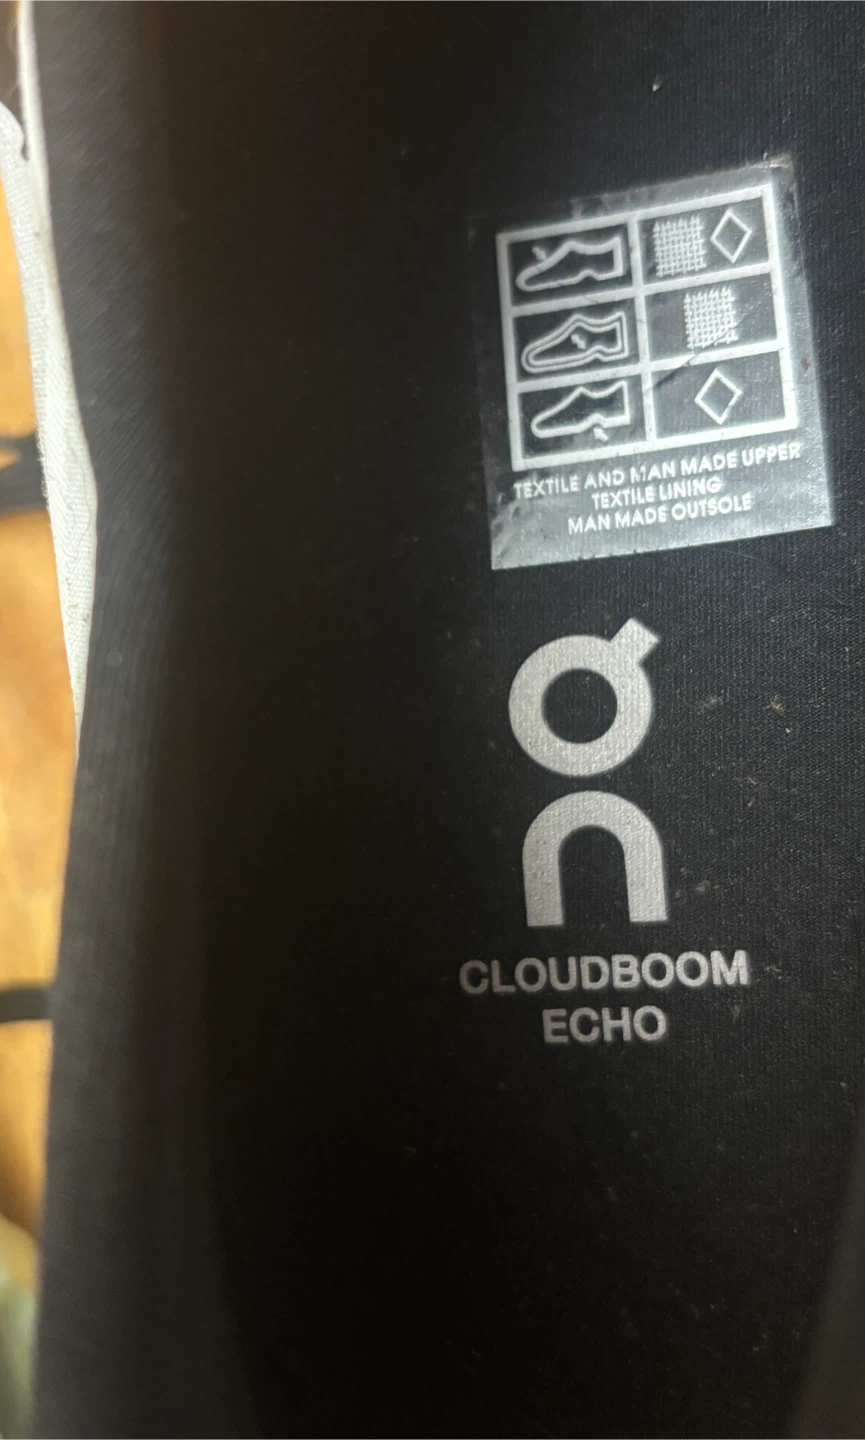 TEXTILE AND MAN MADE UPPER
TEXTILE LINING
MAN MADE OUTSOLE
On
CLOUDBOOM
ECHO